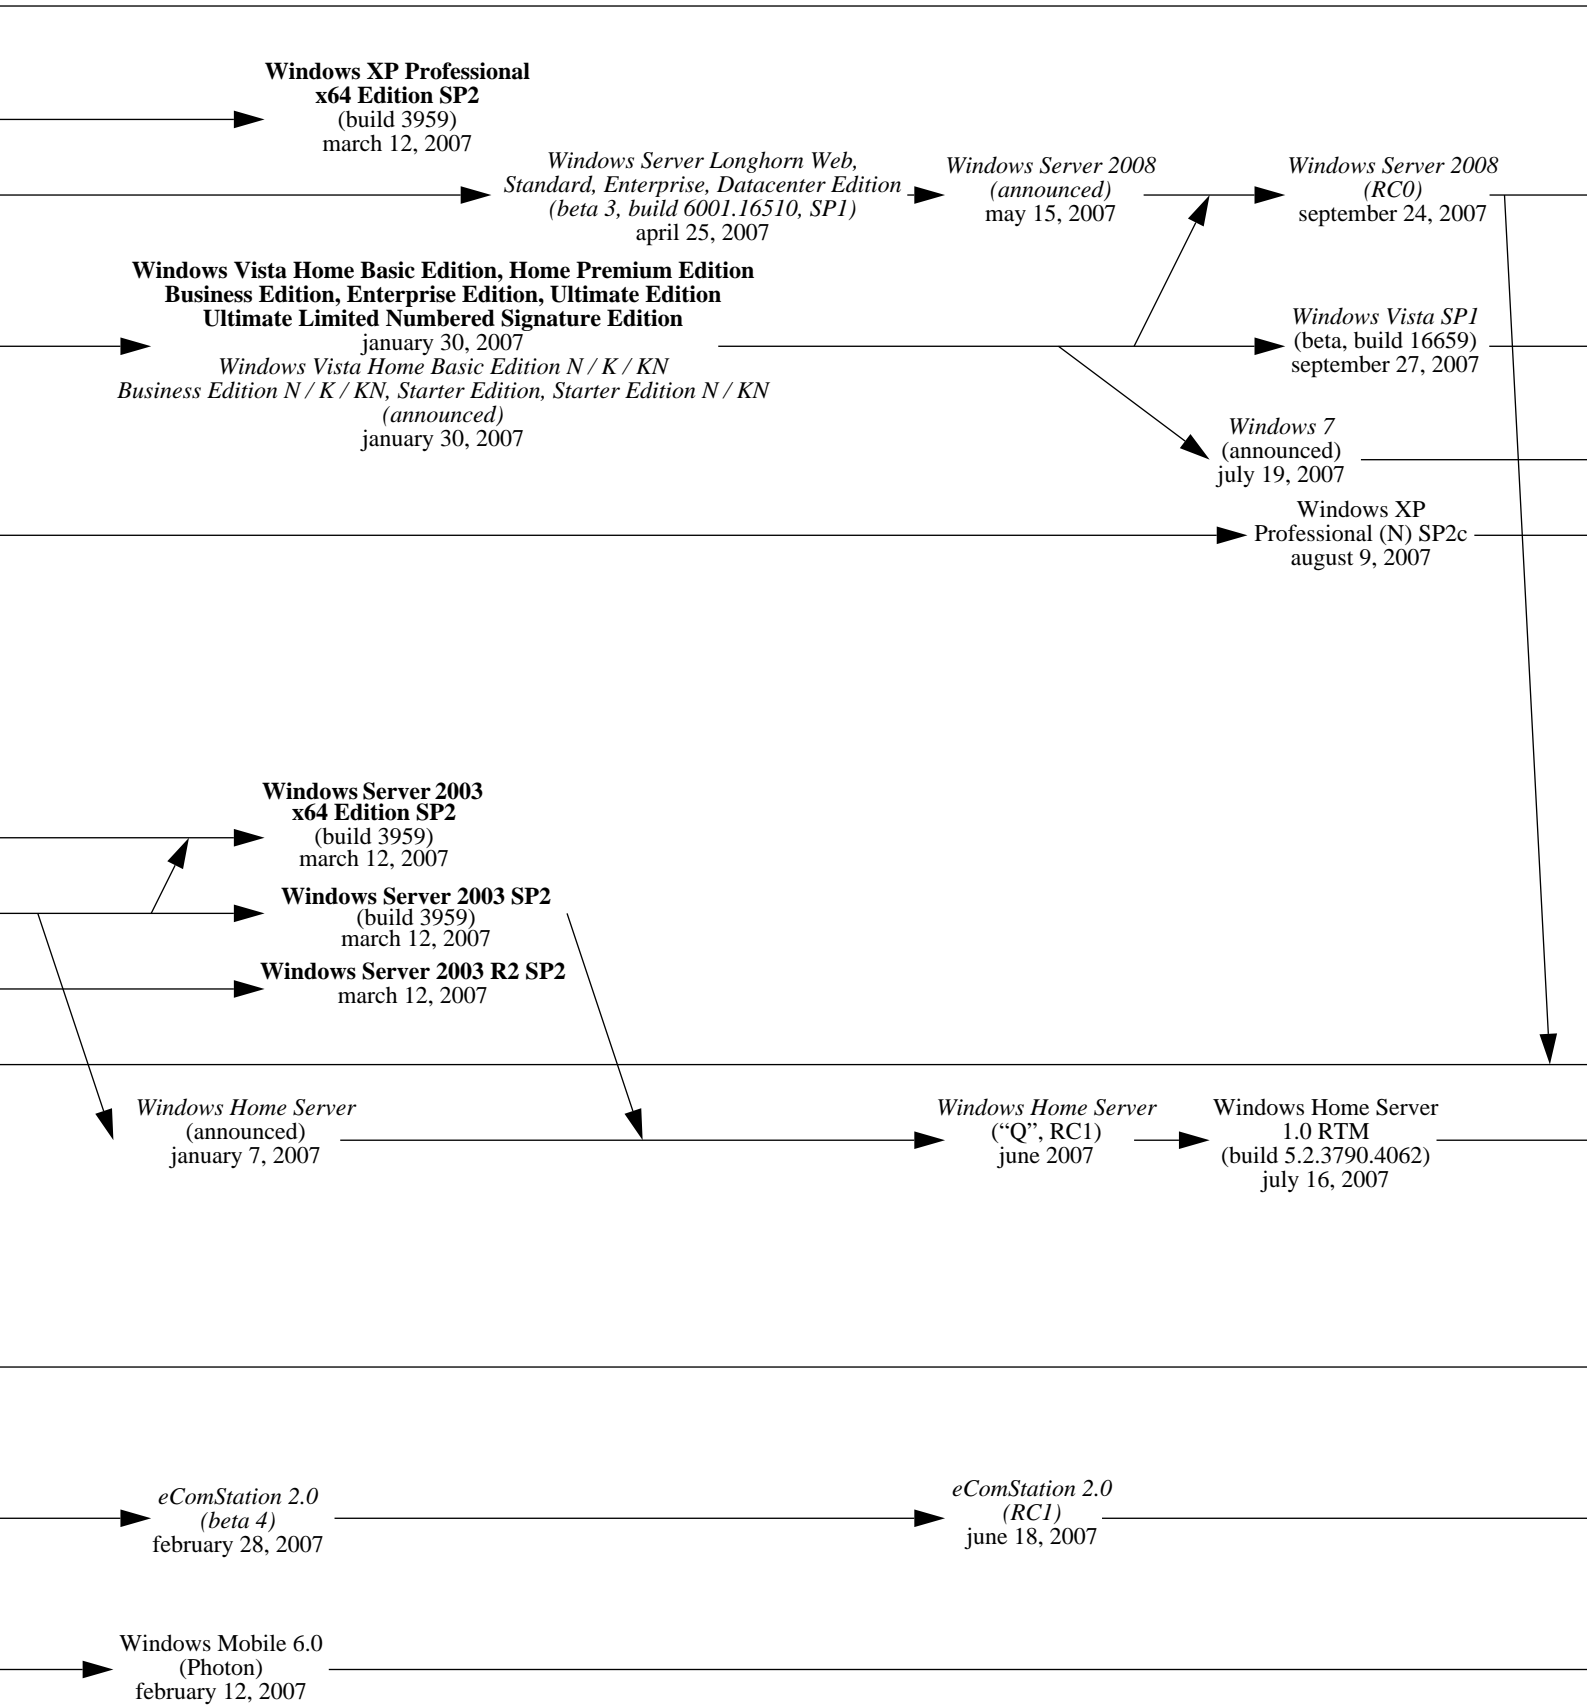 Windows XP Professional
x64 Edition SP2
(build 3959)
march 12, 2007
Windows Server Longhorn Web,
Standard, Enterprise, Datacenter Edition
(beta 3, build 6001.16510, SP1)
april 25, 2007
Windows Server 2008
(announced)
may 15, 2007
Windows Server 2008
(RC0)
september 24, 2007
Windows Vista Home Basic Edition, Home Premium Edition
Business Edition, Enterprise Edition, Ultimate Edition
Ultimate Limited Numbered Signature Edition
january 30, 2007
Windows Vista Home Basic Edition N / K / KN
Business Edition N / K / KN, Starter Edition, Starter Edition N / KN
(announced)
january 30, 2007
Windows Vista SP1
(beta, build 16659)
september 27, 2007
Windows 7
(announced)
july 19, 2007
Windows XP
Professional (N) SP2c
august 9, 2007
Windows Server 2003
x64 Edition SP2
(build 3959)
march 12, 2007
Windows Server 2003 SP2
(build 3959)
march 12, 2007
Windows Server 2003 R2 SP2
march 12, 2007
Windows Home Server
(announced)
january 7, 2007
Windows Home Server
(“Q”, RC1)
june 2007
Windows Home Server
1.0 RTM
(build 5.2.3790.4062)
july 16, 2007
eComStation 2.0
(beta 4)
february 28, 2007
eComStation 2.0
(RC1)
june 18, 2007
Windows Mobile 6.0
(Photon)
february 12, 2007